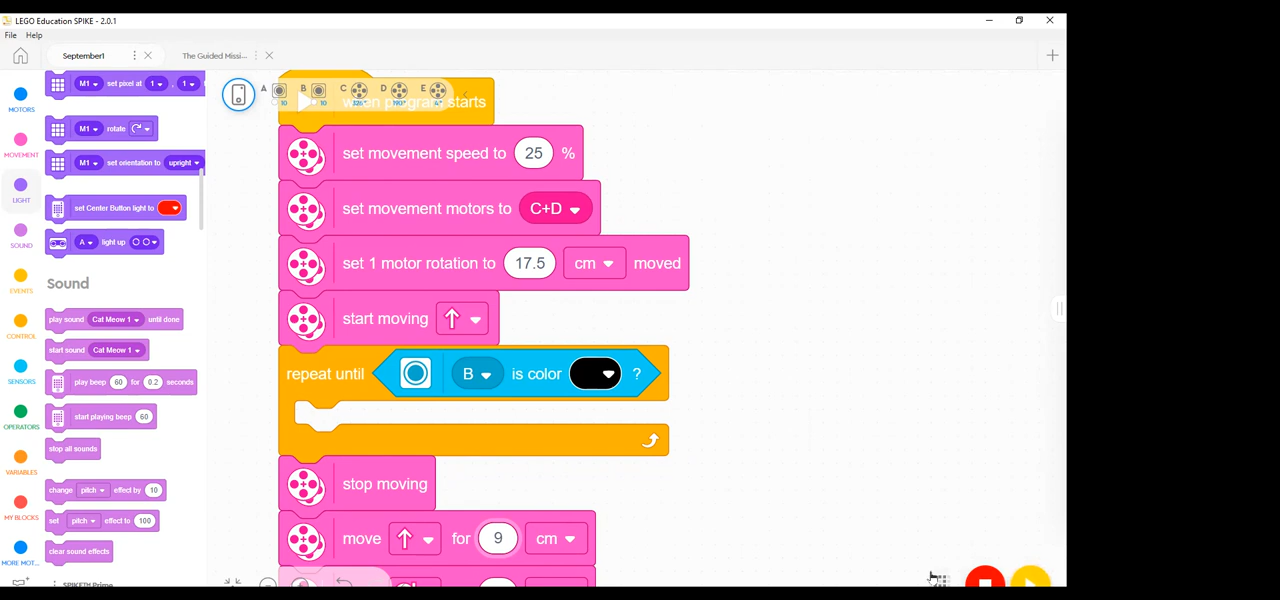 LEGO Education SPIKE - 2.0.1
File Help
September1
The Guided Missi...
MOTORS
MOVEMENT
LIGHT
SOUND
EVENTS
CONTROL
SENSORS
OPERATORS
VARIABLES
MY BLOCKS
MORE MOT...
M1 set pixel at 1 , 1
M1 rotate
M1 set orientation to upright
set Center Button light to
A light up
Sound
play sound Cat Meow 1 until done
start sound Cat Meow 1
play beep 60 for 0.2 seconds
start playing beep 60
stop all sounds
change pitch effect by 10
set pitch effect to 100
clear sound effects
SPIKE™ Prime
A B C D E
10 10
when program starts
set movement speed to 25 %
set movement motors to C+D
set 1 motor rotation to 17.5 cm moved
start moving
repeat until B is color ?
stop moving
move for 9 cm